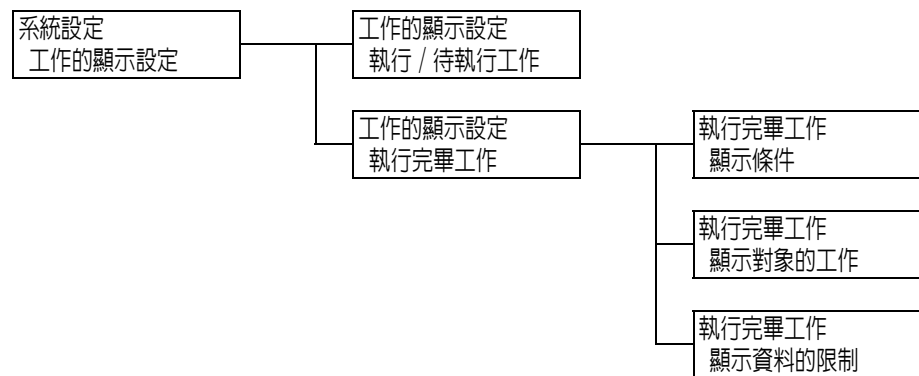 系統設定
工作的顯示設定
工作的顯示設定
執行 / 待執行工作
工作的顯示設定
執行完畢工作
執行完畢工作
顯示條件
執行完畢工作
顯示對象的工作
執行完畢工作
顯示資料的限制